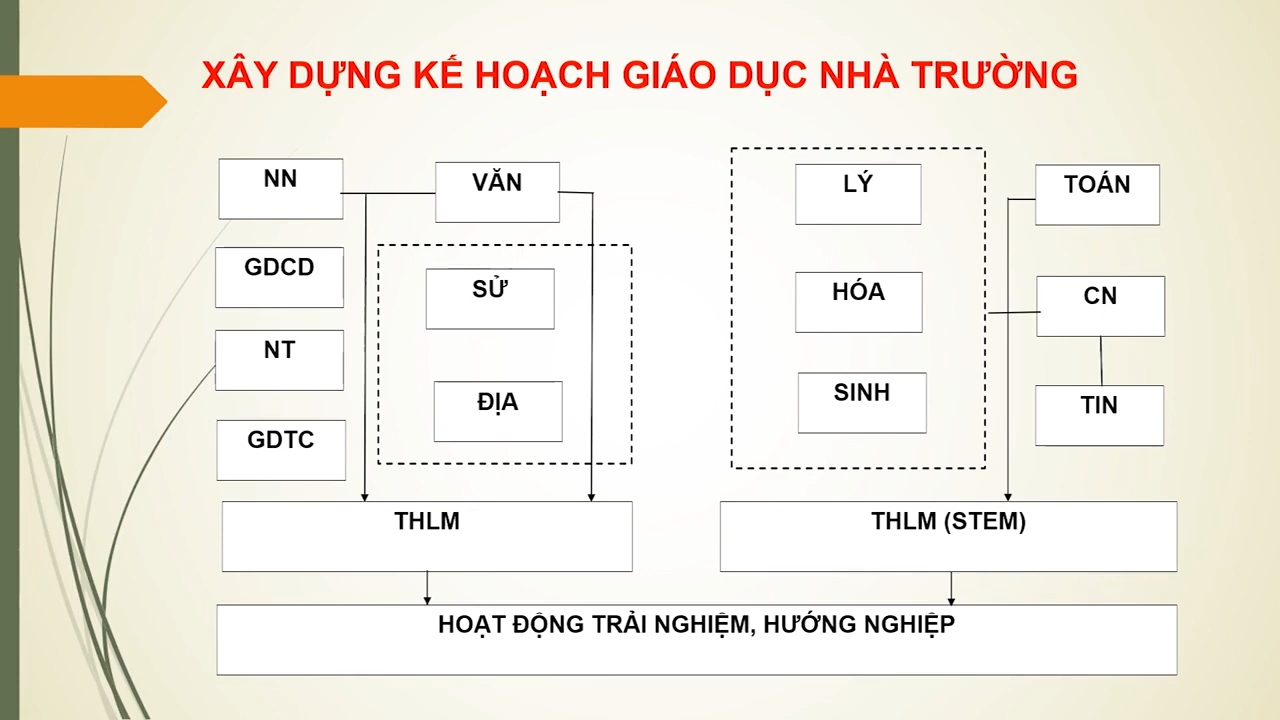 XÂY DỰNG KẾ HOẠCH GIÁO DỤC NHÀ TRƯỜNG
NN
VĂN
LÝ
TOÁN
GDCD
SỬ
HÓA
CN
NT
ĐỊA
SINH
TIN
GDTC
THLM
THLM (STEM)
HOẠT ĐỘNG TRẢI NGHIỆM, HƯỚNG NGHIỆP